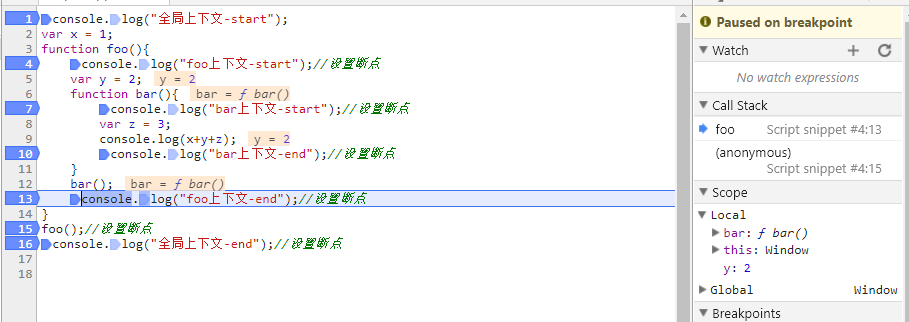 1 console.log("全局上下文-start");
2 var x = 1;
3 function foo(){
4 console.log("foo上下文-start");//设置断点
5 var y = 2; y = 2
6 function bar(){ bar = ƒ bar()
7 console.log("bar上下文-start");//设置断点
8 var z = 3;
9 console.log(x+y+z); y = 2
10 console.log("bar上下文-end");//设置断点
11 }
12 bar(); bar = ƒ bar()
13 console.log("foo上下文-end");//设置断点
14 }
15 foo();//设置断点
16 console.log("全局上下文-end");//设置断点
17
18
Paused on breakpoint
Watch
No watch expressions
Call Stack
foo Script snippet #4:13
(anonymous)
Script snippet #4:15
Scope
Local
bar: ƒ bar()
this: Window
y: 2
Global Window
Breakpoints